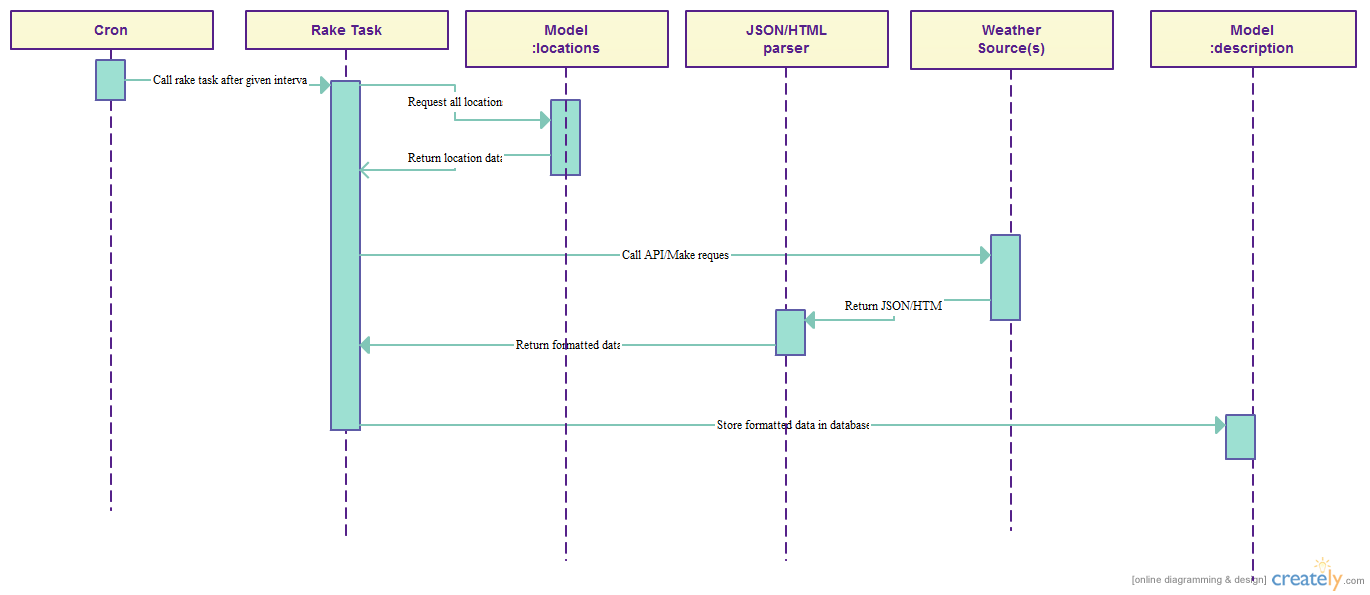 Cron
Rake Task
Model
:locations
JSON/HTML
parser
Weather
Source(s)
Model
:description
Call rake task after given interva
Request all location
Return location data
Call API/Make reques
Return JSON/HTM
Return formatted data
Store formatted data in database
[online diagramming & design] creately.com